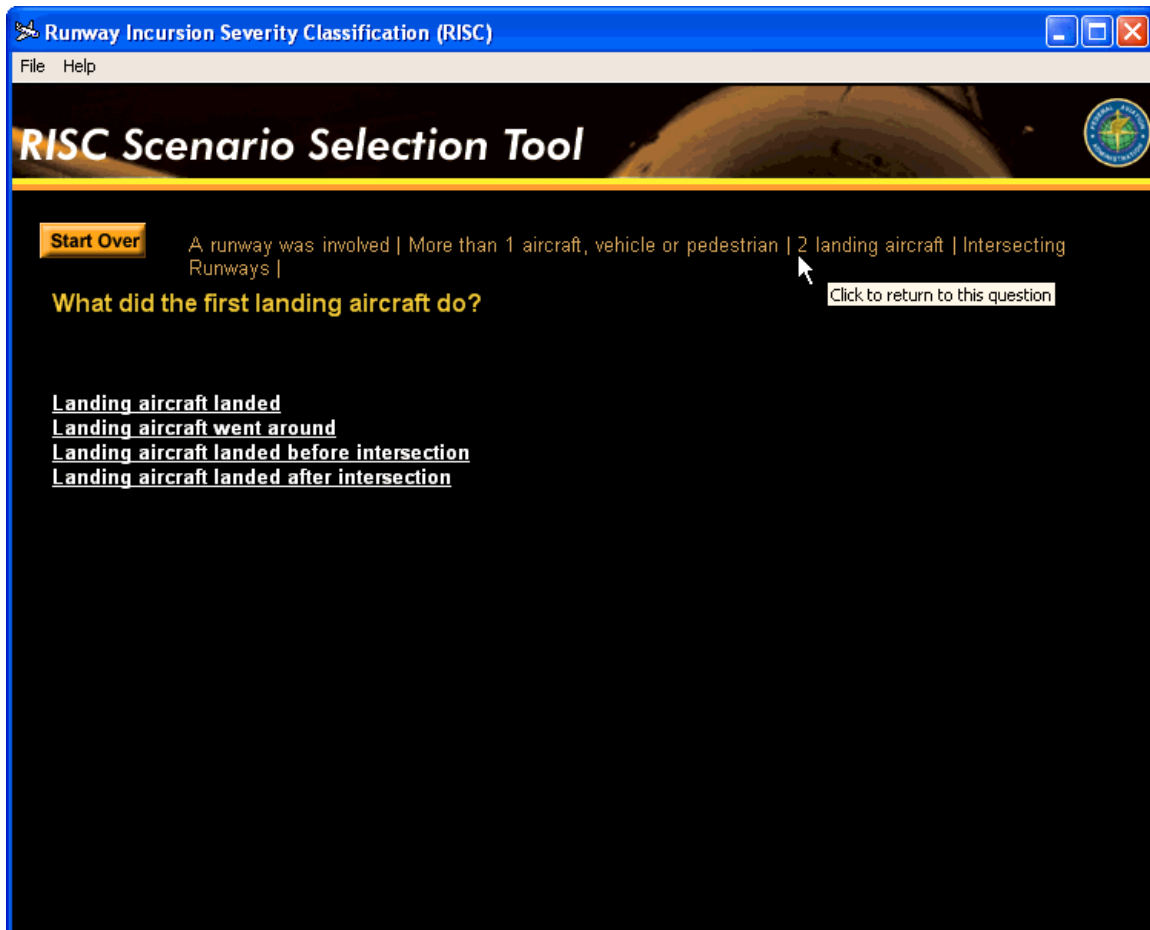 Runway Incursion Severity Classification (RISC)
File Help
RISC Scenario Selection Tool
FEDERAL AVIATION
ADMINISTRATION
Start Over
A runway was involved | More than 1 aircraft, vehicle or pedestrian | 2 landing aircraft | Intersecting
Runways |
Click to return to this question
What did the first landing aircraft do?
Landing aircraft landed
Landing aircraft went around
Landing aircraft landed before intersection
Landing aircraft landed after intersection